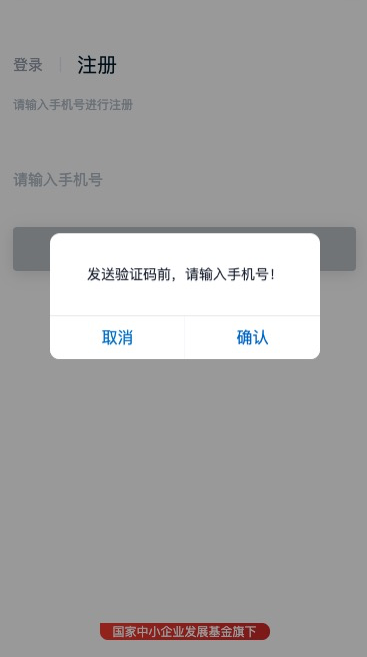 登录 注册
请输入手机号进行注册
请输入手机号
发送验证码前，请输入手机号！
取消 确认
国家中小企业发展基金旗下